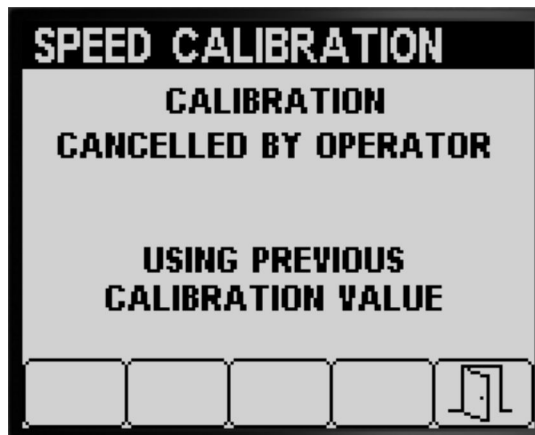 SPEED CALIBRATION
CALIBRATION
CANCELLED BY OPERATOR
USING PREVIOUS
CALIBRATION VALUE